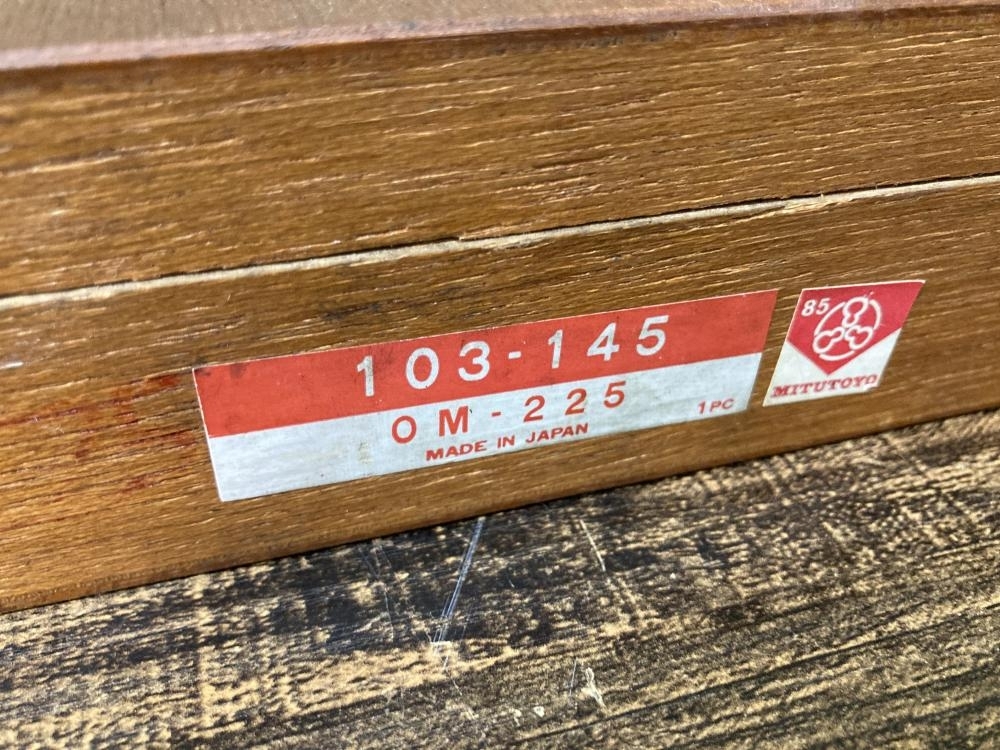 103-145
OM-225
1PC
MADE IN JAPAN
85
MITUTOYO